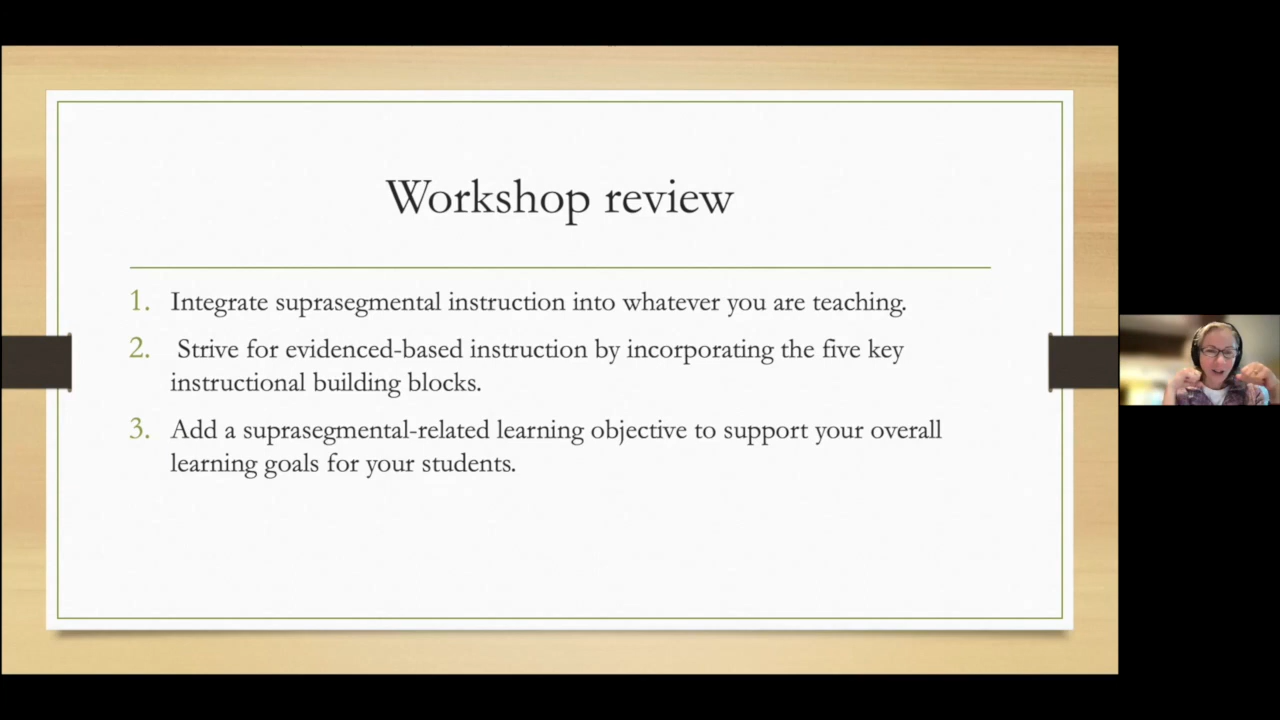 Workshop review
1. Integrate suprasegmental instruction into whatever you are teaching.
2. Strive for evidenced-based instruction by incorporating the five key
instructional building blocks.
3. Add a suprasegmental-related learning objective to support your overall
learning goals for your students.